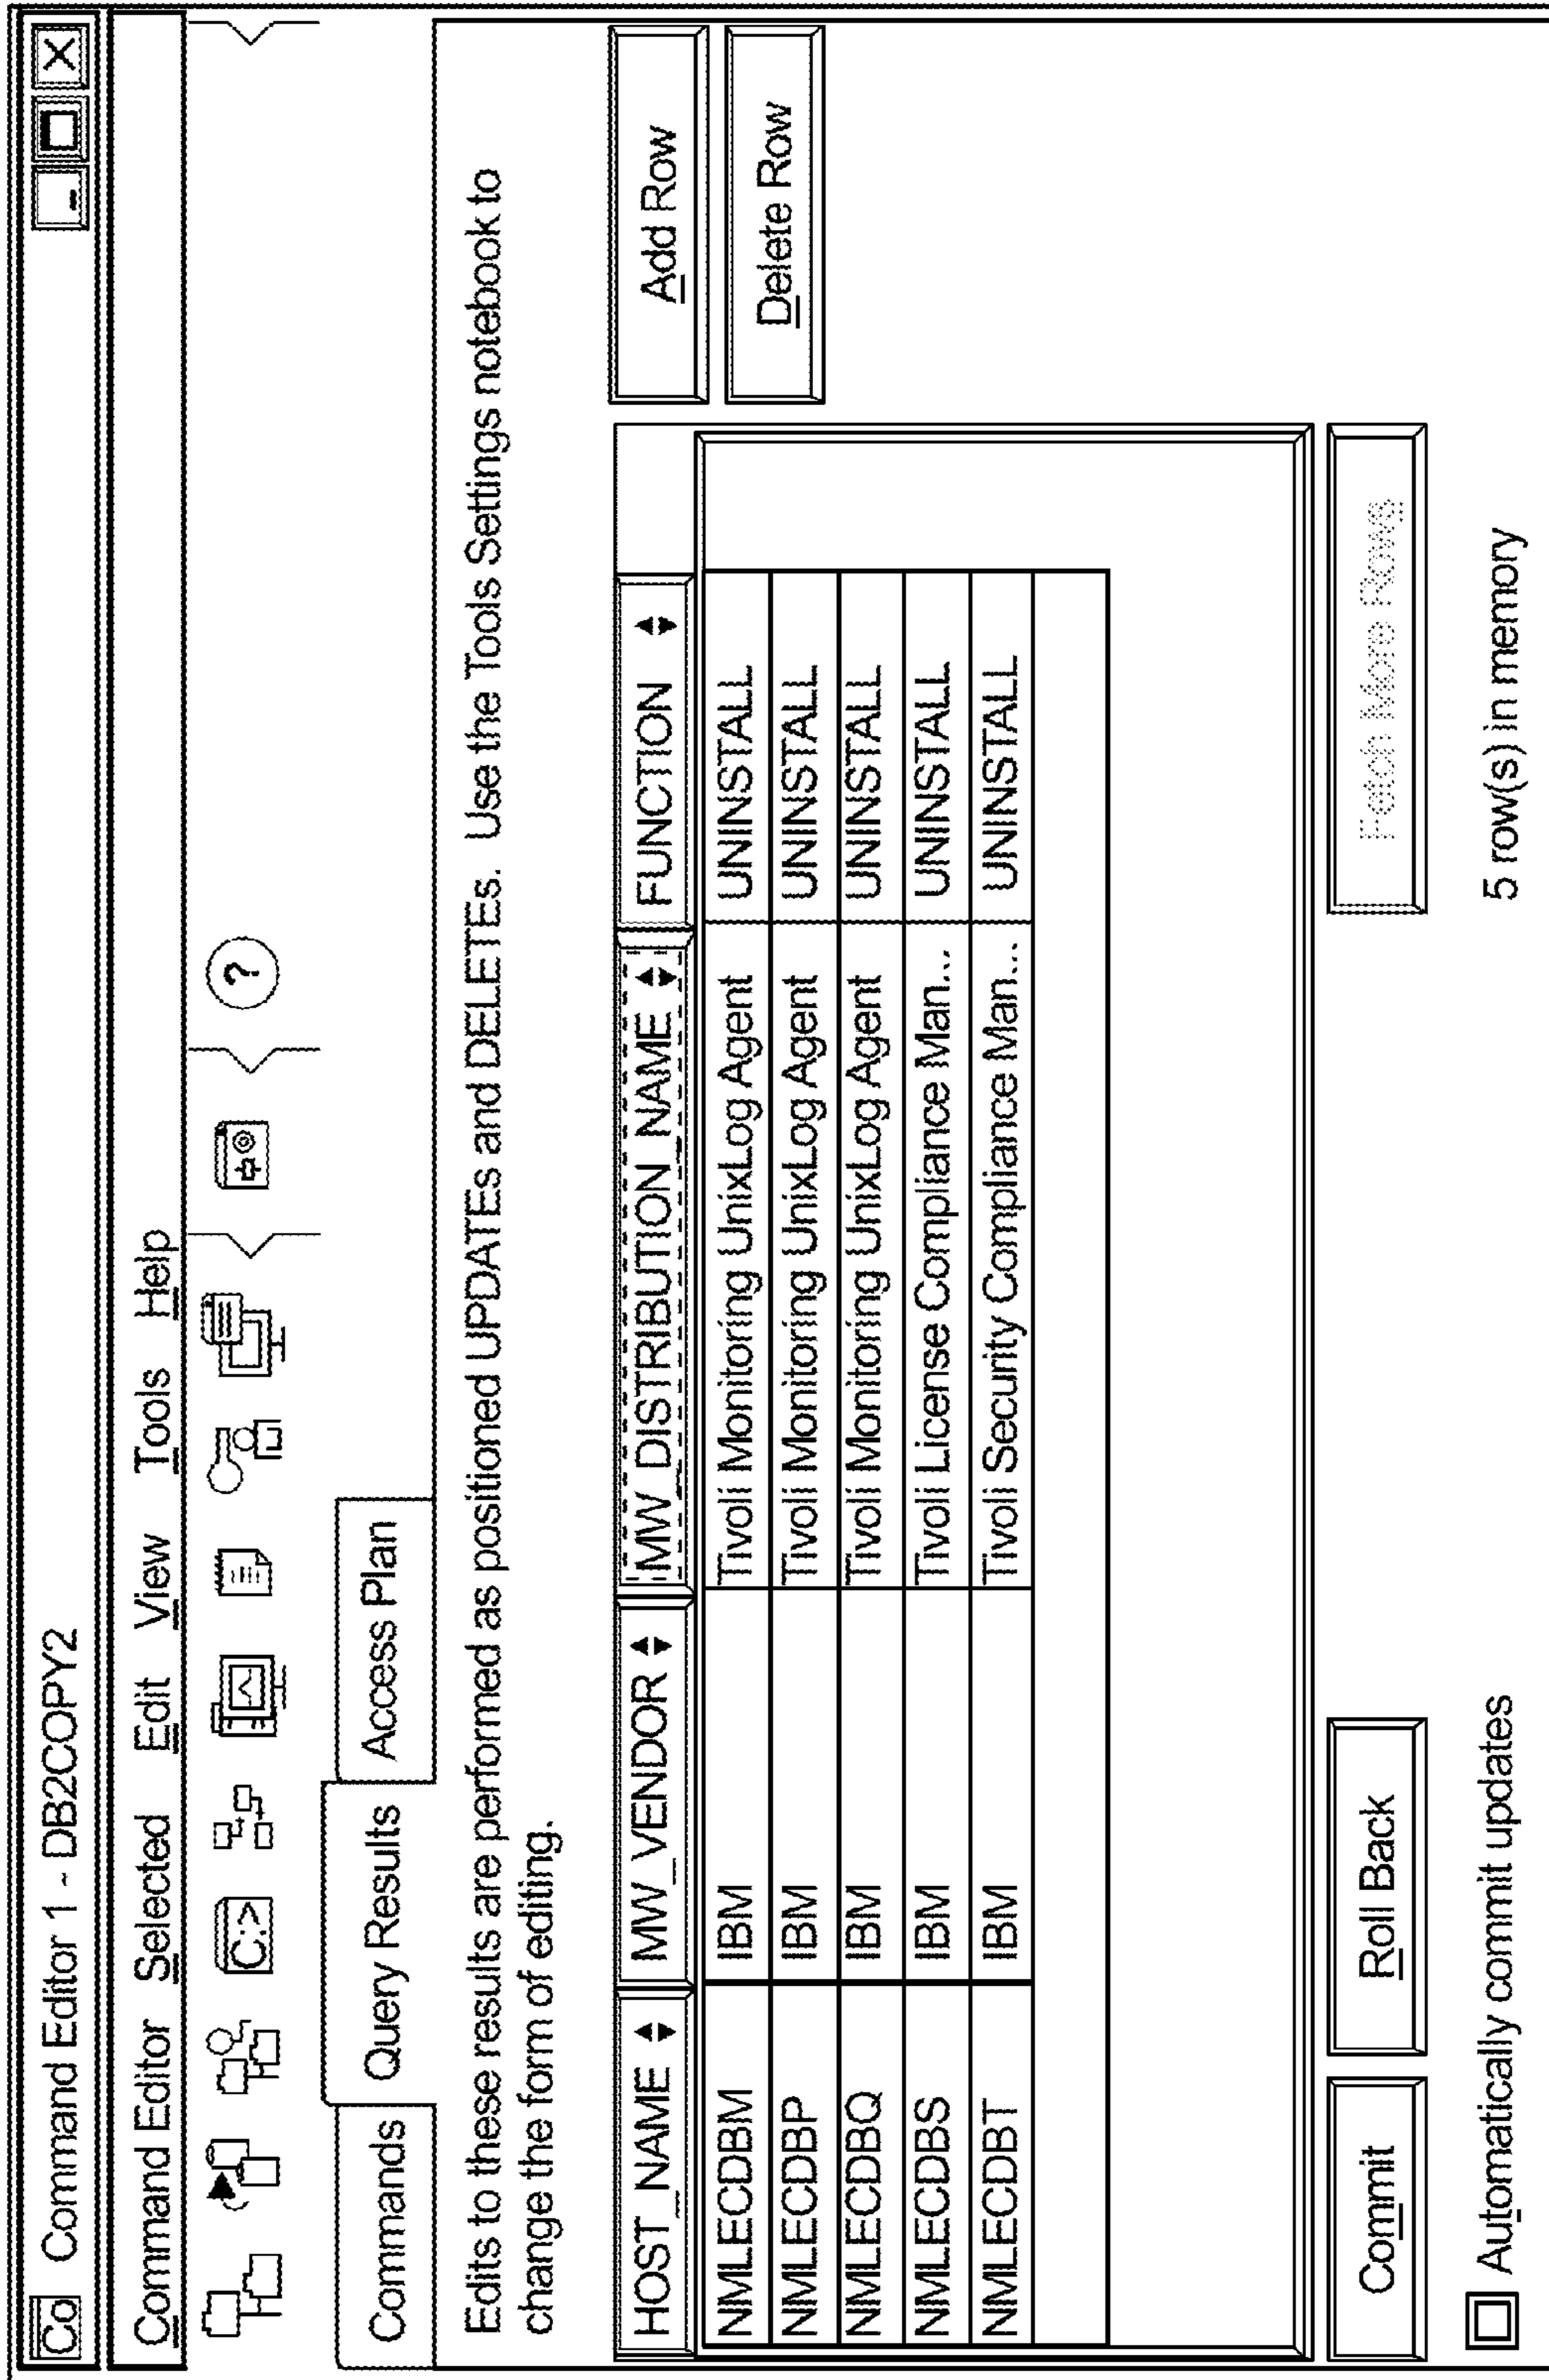 Co Command Editor 1 - DB2COPY2
Command Editor Selected Edit View Tools Help
C:>
?
Commands Query Results Access Plan
Edits to these results are performed as positioned UPDATEs and DELETEs. Use the Tools Settings notebook to
change the form of editing.
HOST_NAME MW_VENDOR MW_DISTRIBUTION_NAME FUNCTION
NMLECDBM IBM Tivoli Monitoring UnixLog Agent UNINSTALL
NMLECDBP IBM Tivoli Monitoring UnixLog Agent UNINSTALL
NMLECDBQ IBM Tivoli Monitoring UnixLog Agent UNINSTALL
NMLECDBS IBM Tivoli License Compliance Man... UNINSTALL
NMLECDBT IBM Tivoli Security Compliance Man... UNINSTALL
Add Row
Delete Row
Commit Roll Back Fetch More Rows
Automatically commit updates 5 row(s) in memory